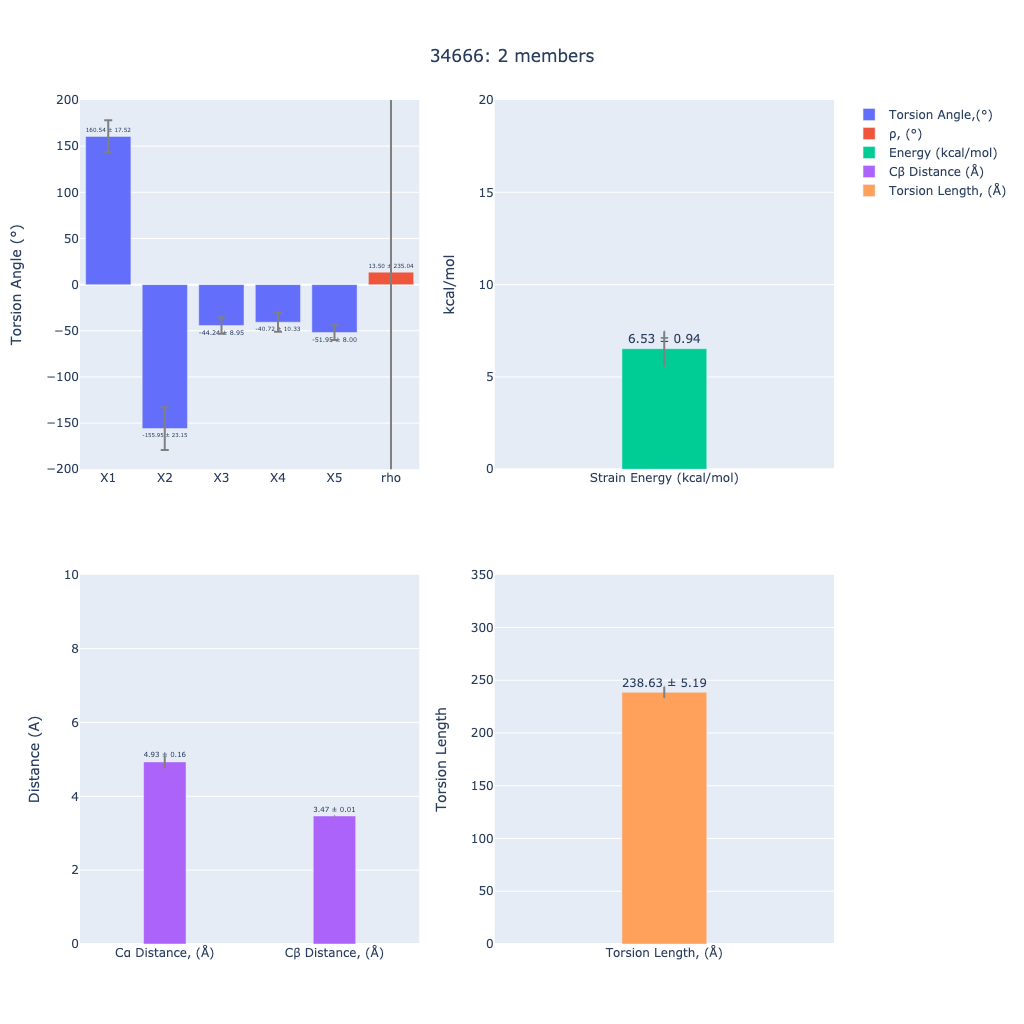 34666: 2 members
Torsion Angle (°)
200
150
100
50
0
−50
−100
−150
−200
160.54 ± 17.52
-155.95 ± 23.15
-44.24 ± 8.95
-40.72 ± 10.33
-51.95 ± 8.00
13.50 ± 235.04
X1 X2 X3 X4 X5 rho
kcal/mol
20
15
10
5
0
6.53 ± 0.94
Strain Energy (kcal/mol)
Torsion Angle,(°)
ρ, (°)
Energy (kcal/mol)
Cβ Distance (Å)
Torsion Length, (Å)
Distance (A)
10
8
6
4
2
0
4.93 ± 0.16
3.47 ± 0.01
Cα Distance, (Å) Cβ Distance, (Å)
Torsion Length
350
300
250
200
150
100
50
0
238.63 ± 5.19
Torsion Length, (Å)